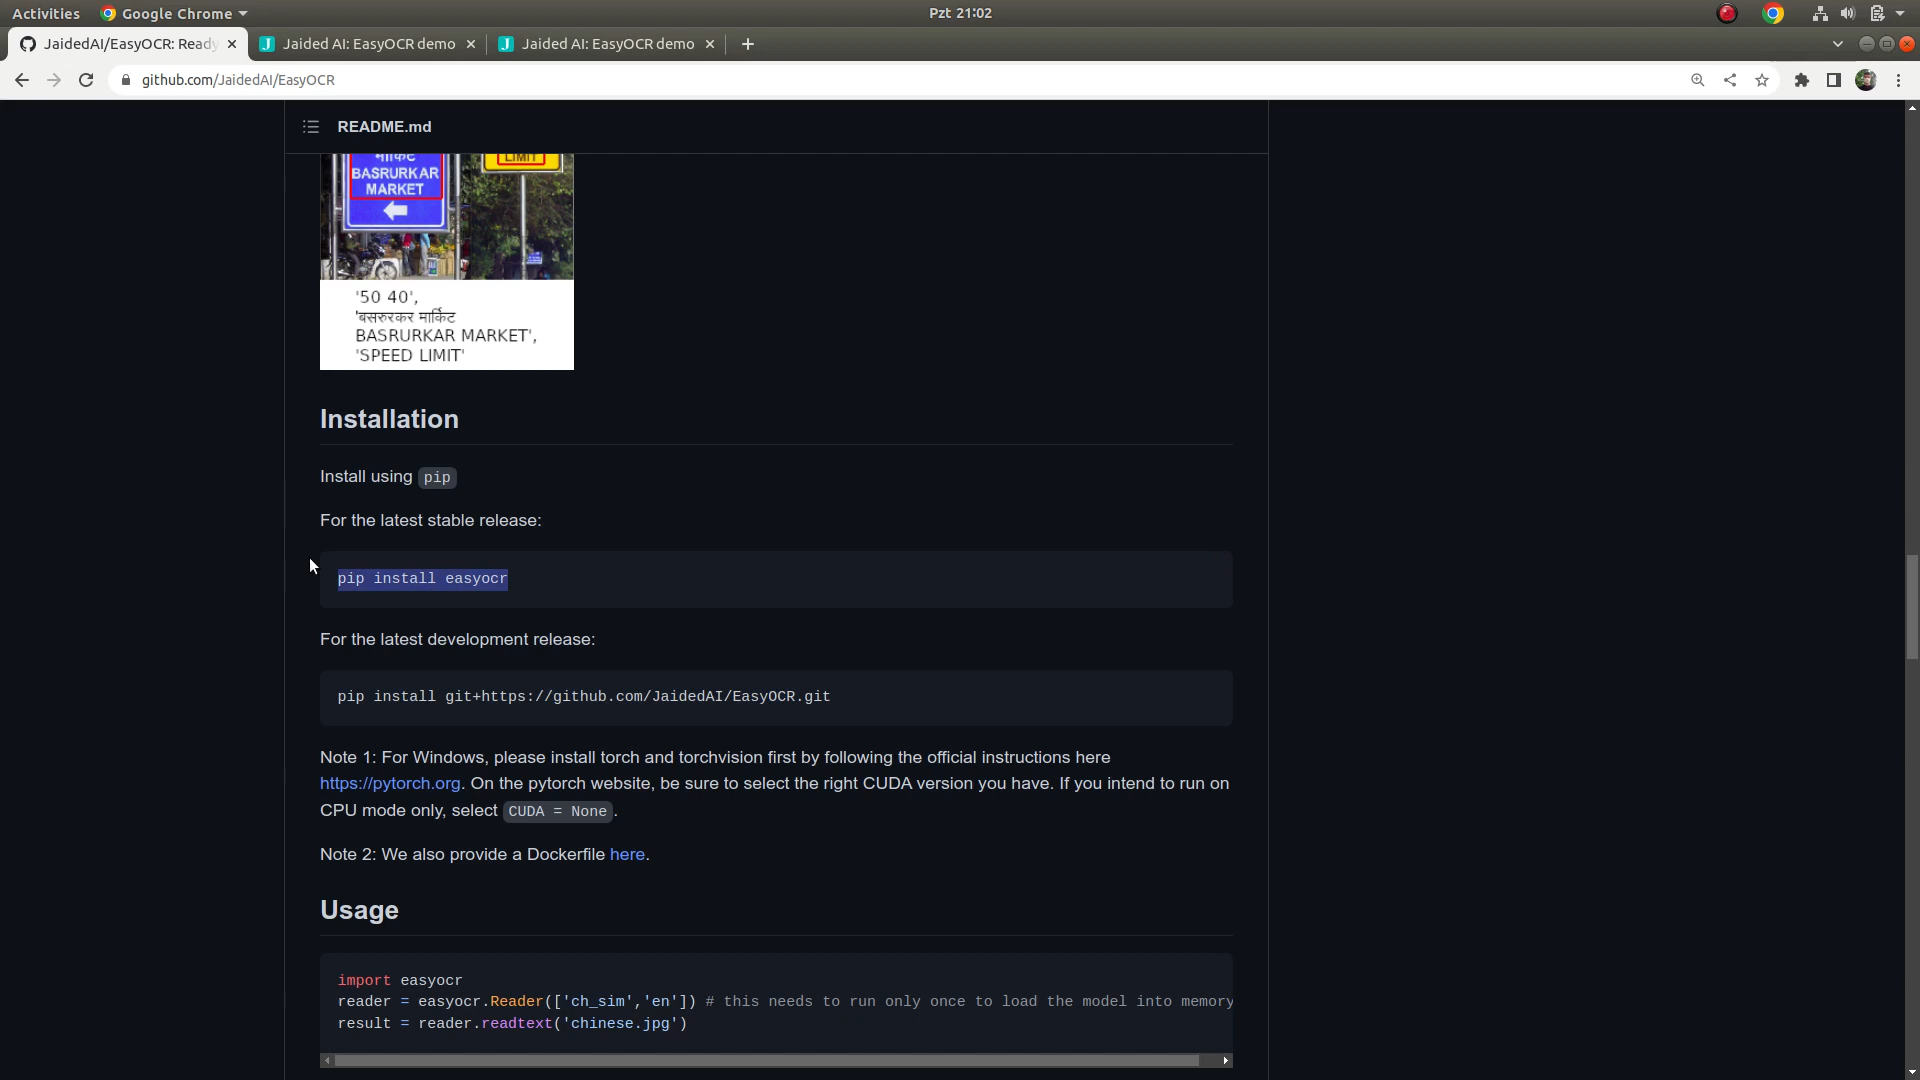 Activities
Google Chrome
Pzt 21:02
JaidedAI/EasyOCR: Ready
Jaided AI: EasyOCR demo
Jaided AI: EasyOCR demo
github.com/JaidedAI/EasyOCR
README.md
मार्किट
BASRURKAR
MARKET
LIMIT
'50 40',
'बसरुरकर मार्किट
BASRURKAR MARKET',
'SPEED LIMIT'
Installation
Install using pip
For the latest stable release:
pip install easyocr
For the latest development release:
pip install git+https://github.com/JaidedAI/EasyOCR.git
Note 1: For Windows, please install torch and torchvision first by following the official instructions here
https://pytorch.org. On the pytorch website, be sure to select the right CUDA version you have. If you intend to run on
CPU mode only, select CUDA = None.
Note 2: We also provide a Dockerfile here.
Usage
import easyocr
reader = easyocr.Reader(['ch_sim','en']) # this needs to run only once to load the model into memory
result = reader.readtext('chinese.jpg')